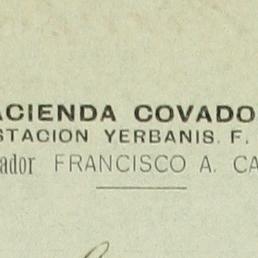 ACIENDA COVADO
STACION YERBANIS. F.
ador FRANCISCO A. CA